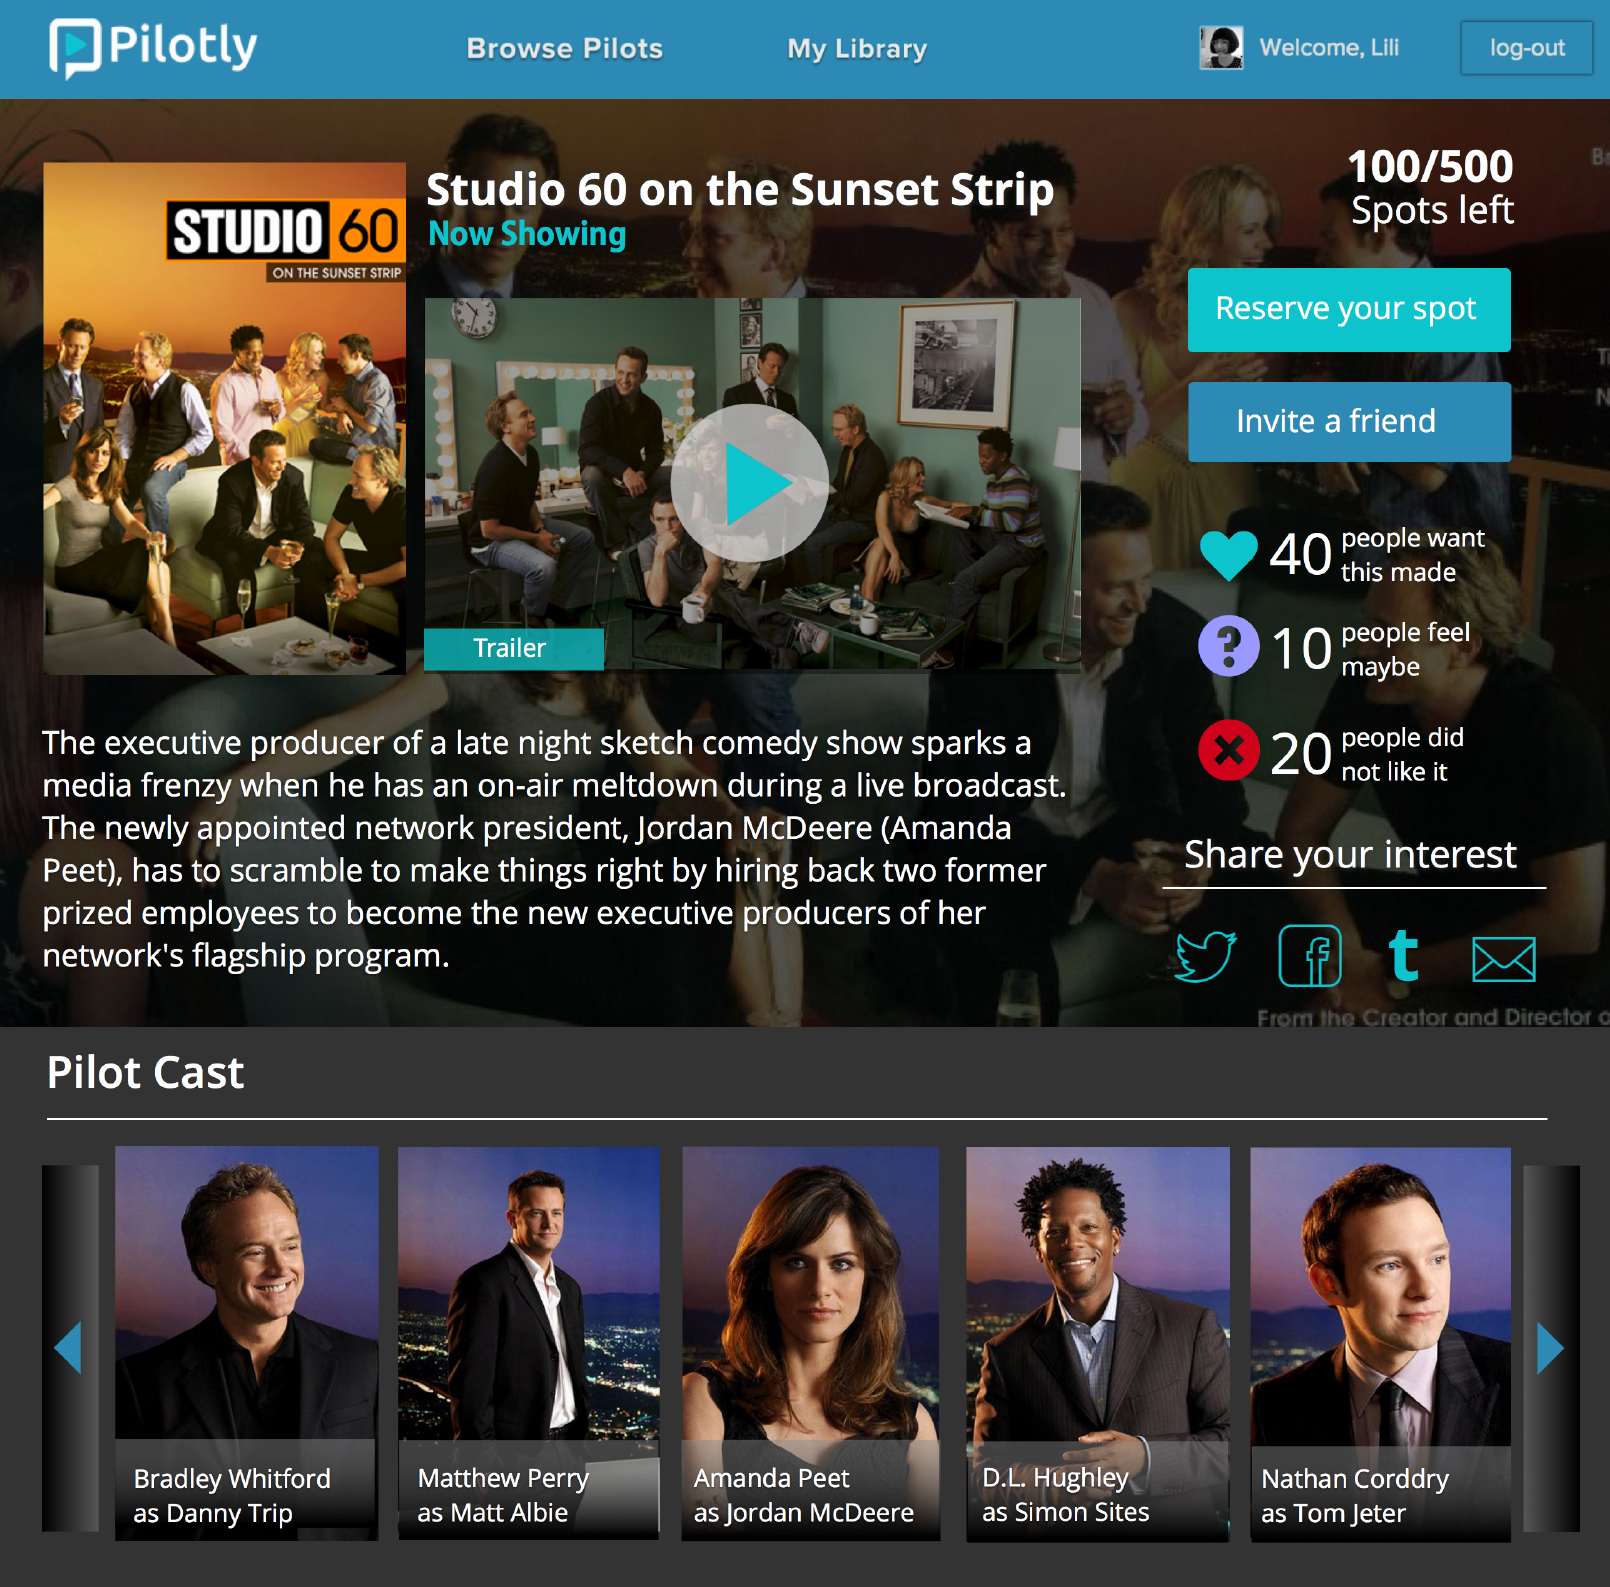 Pilotly
Browse Pilots
My Library
Welcome, Lili
log-out
STUDIO 60
ON THE SUNSET STRIP
Studio 60 on the Sunset Strip
Now Showing
Trailer
The executive producer of a late night sketch comedy show sparks a
media frenzy when he has an on-air meltdown during a live broadcast.
The newly appointed network president, Jordan McDeere (Amanda
Peet), has to scramble to make things right by hiring back two former
prized employees to become the new executive producers of her
network's flagship program.
100/500
Spots left
Reserve your spot
Invite a friend
40 people want
this made
10 people feel
maybe
20 people did
not like it
Share your interest
From the Creator and Director
Pilot Cast
Bradley Whitford
as Danny Trip
Matthew Perry
as Matt Albie
Amanda Peet
as Jordan McDeere
D.L. Hughley
as Simon Sites
Nathan Corddry
as Tom Jeter